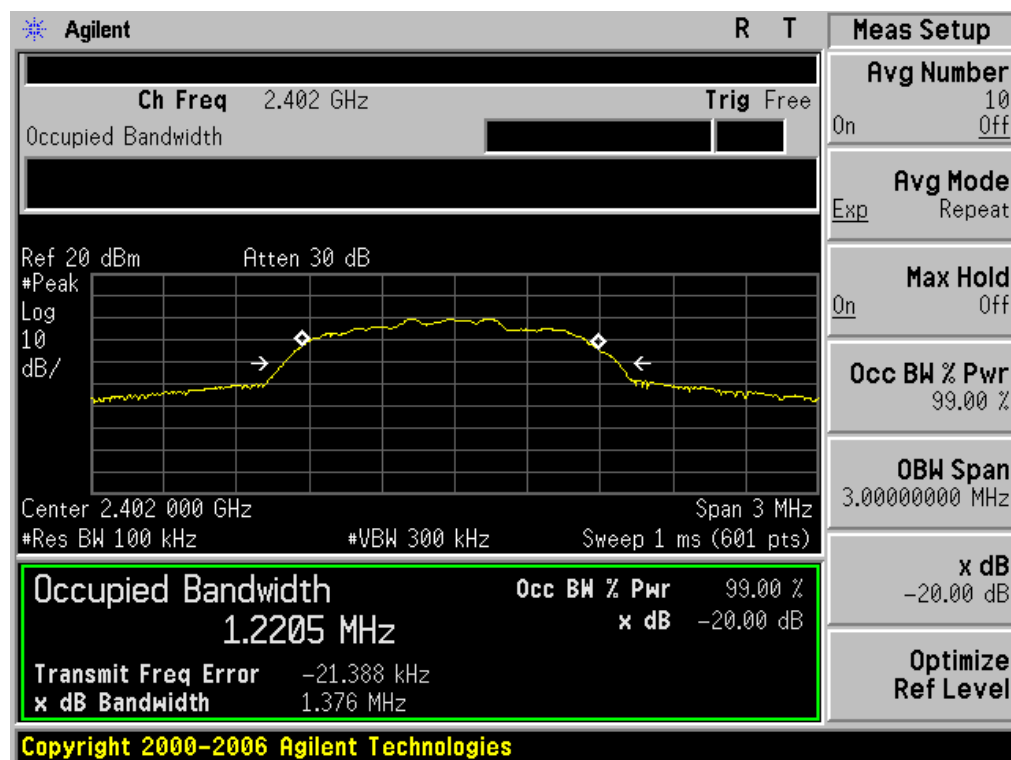 Agilent R T
Ch Freq 2.402 GHz Trig Free
Occupied Bandwidth
Ref 20 dBm Atten 30 dB
#Peak
Log
10
dB/
Center 2.402 000 GHz Span 3 MHz
#Res BW 100 kHz #VBW 300 kHz Sweep 1 ms (601 pts)
Occupied Bandwidth Occ BW % Pwr 99.00 %
1.2205 MHz x dB -20.00 dB
Transmit Freq Error -21.388 kHz
x dB Bandwidth 1.376 MHz
Copyright 2000-2006 Agilent Technologies
Meas Setup
Avg Number
10
On Off
Avg Mode
Exp Repeat
Max Hold
On Off
Occ BW % Pwr
99.00 %
OBW Span
3.00000000 MHz
x dB
-20.00 dB
Optimize
Ref Level